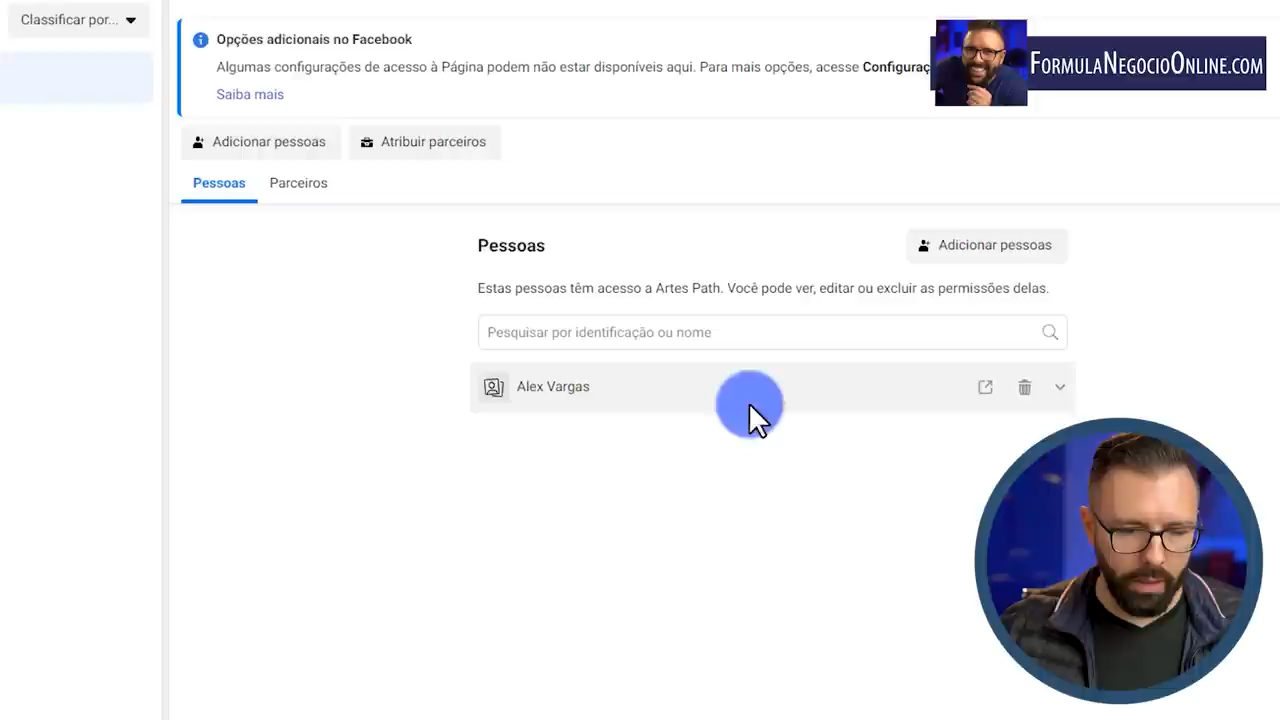 Classificar por...
Opções adicionais no Facebook
Algumas configurações de acesso à Página podem não estar disponíveis aqui. Para mais opções, acesse Configuraç
Saiba mais
FORMULANEGOCIOONLINE.COM
Adicionar pessoas
Atribuir parceiros
Pessoas
Parceiros
Pessoas
Adicionar pessoas
Estas pessoas têm acesso a Artes Path. Você pode ver, editar ou excluir as permissões delas.
Pesquisar por identificação ou nome
Alex Vargas